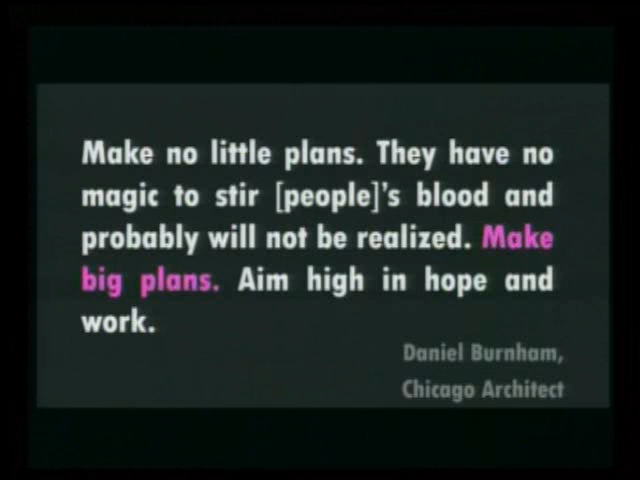 Make no little plans. They have no
magic to stir [people]'s blood and
probably will not be realized. Make
big plans. Aim high in hope and
work.
Daniel Burnham,
Chicago Architect